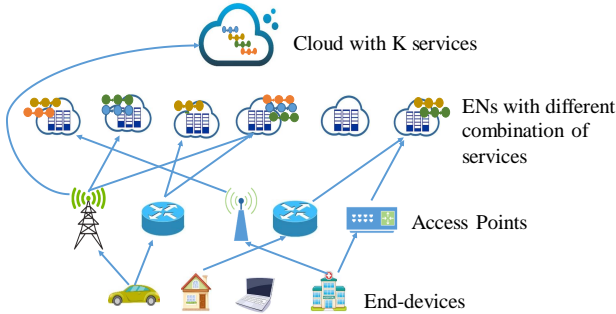 Cloud with K services
ENs with different
combination of
services
Access Points
End-devices